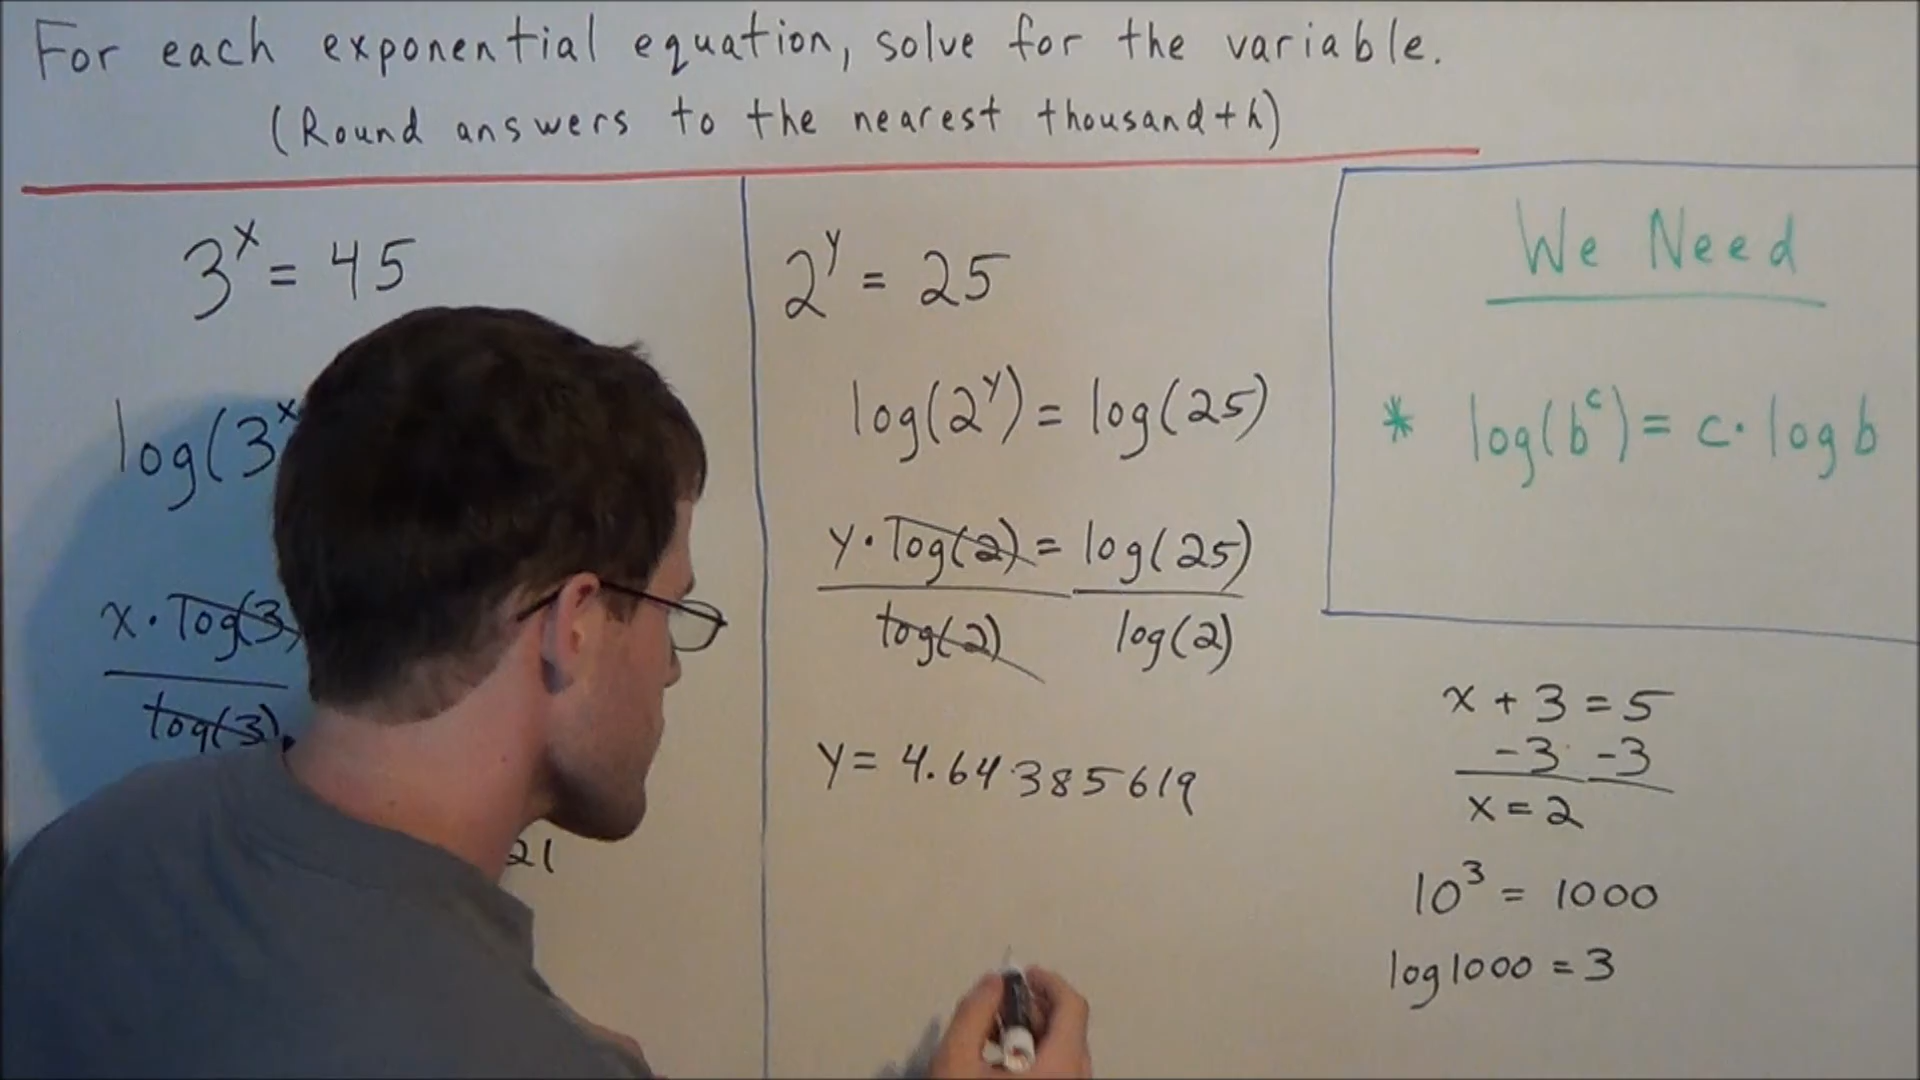 For each exponential equation, solve for the variable.
(Round answers to the nearest thousandth)
3^x = 45
log(3^x
x · log(3)
log(3)
21
2^y = 25
log(2^y) = log(25)
y · log(2) = log(25)
log(2) log(2)
y = 4.64385619
We Need
* log(b^c) = c · log b
x + 3 = 5
-3 -3
x = 2
10^3 = 1000
log 1000 = 3